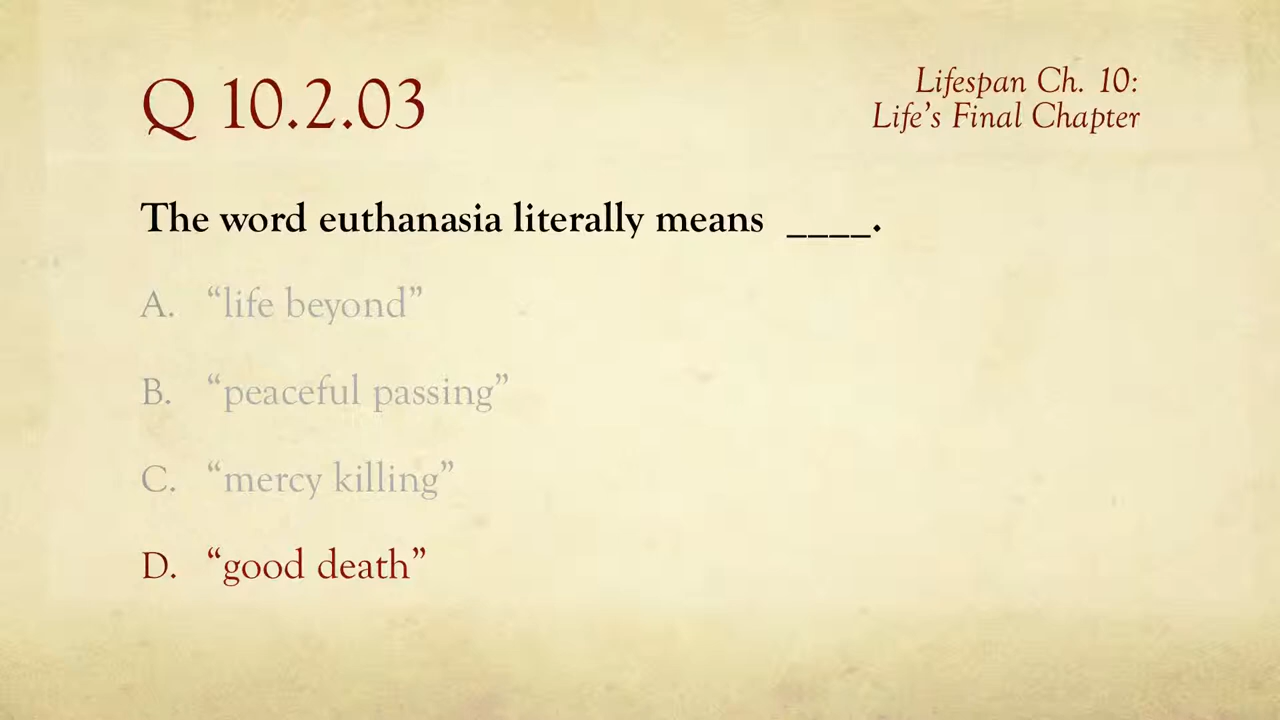 Q 10.2.03
Lifespan Ch. 10:
Life’s Final Chapter
The word euthanasia literally means ____.
A. “life beyond”
B. “peaceful passing”
C. “mercy killing”
D. “good death”